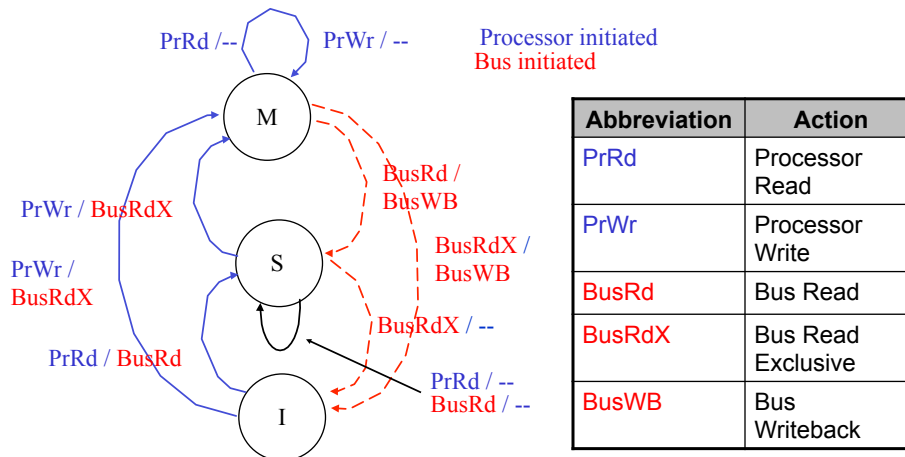 PrRd /--
PrWr / --
Processor initiated
Bus initiated
M
BusRd /
BusWB
PrWr / BusRdX
BusRdX /
BusWB
S
PrWr /
BusRdX
BusRdX / --
PrRd / BusRd
PrRd / --
BusRd / --
I
Abbreviation Action
PrRd Processor
Read
PrWr Processor
Write
BusRd Bus Read
BusRdX Bus Read
Exclusive
BusWB Bus
Writeback